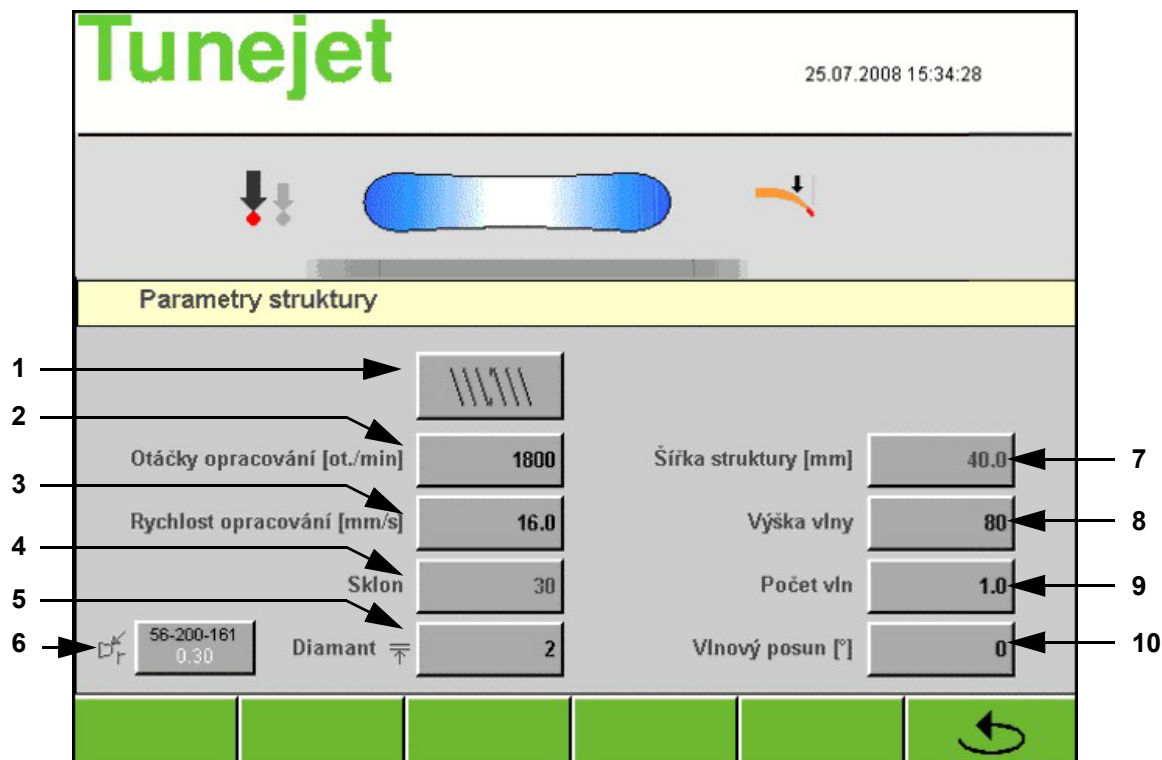 Tunejet
25.07.2008 15:34:28
Parametry struktury
1
2
Otáčky opracování [ot./min] 1800
Šířka struktury [mm] 40.0 7
3
Rychlost opracování [mm/s] 16.0
Výška vlny 80 8
4
Sklon 30
Počet vln 1.0 9
5
6 56-200-161
0.30
Diamant 2
Vlnový posun [°] 0 10